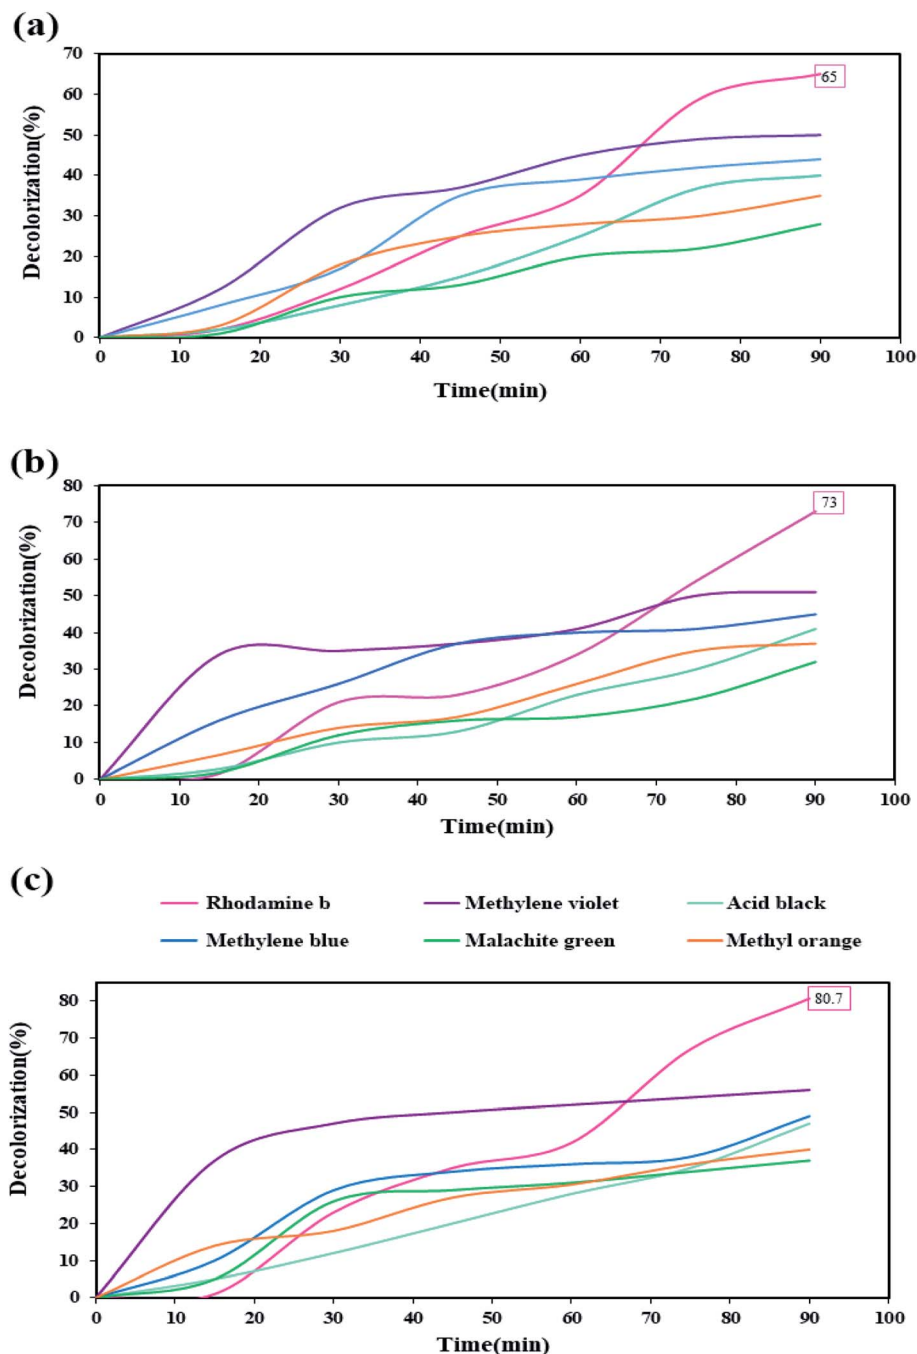 (a)
70
60
50
40
30
20
10
0
Decolorization(%)
65
0 10 20 30 40 50 60 70 80 90 100
Time(min)
(b)
80
70
60
50
40
30
20
10
0
Decolorization(%)
73
0 10 20 30 40 50 60 70 80 90 100
Time(min)
(c)
Rhodamine b Methylene violet Acid black
Methylene blue Malachite green Methyl orange
80
70
60
50
40
30
20
10
0
Decolorization(%)
80.7
0 10 20 30 40 50 60 70 80 90 100
Time(min)